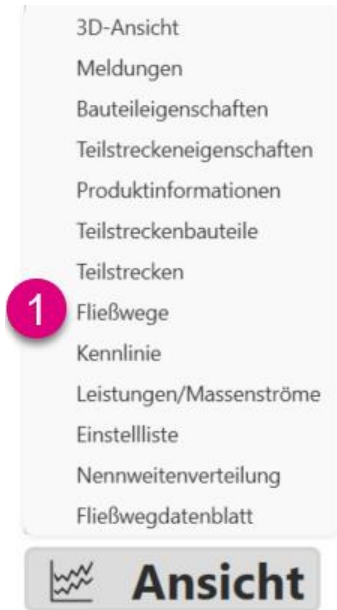 3D-Ansicht
Meldungen
Bauteileigenschaften
Teilstreckeneigenschaften
Produktinformationen
Teilstreckenbauteile
Teilstrecken
1 Fließwege
Kennlinie
Leistungen/Massenströme
Einstellliste
Nennweitenverteilung
Fließwegdatenblatt
Ansicht